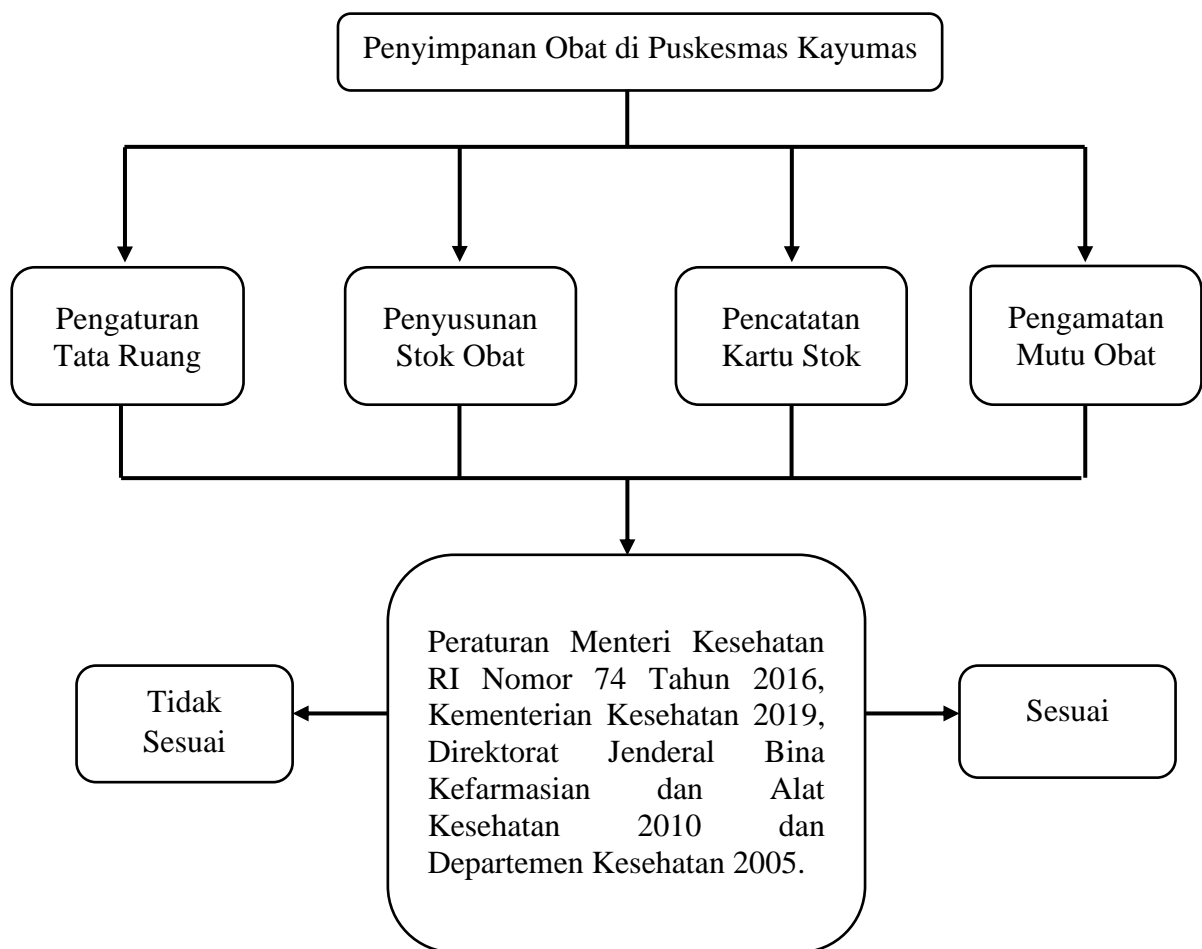 Penyimpanan Obat di Puskesmas Kayumas
Pengaturan
Tata Ruang
Penyusunan
Stok Obat
Pencatatan
Kartu Stok
Pengamatan
Mutu Obat
Peraturan Menteri Kesehatan
RI Nomor 74 Tahun 2016,
Kementerian Kesehatan 2019,
Direktorat Jenderal Bina
Kefarmasian dan Alat
Kesehatan 2010 dan
Departemen Kesehatan 2005.
Tidak
Sesuai
Sesuai